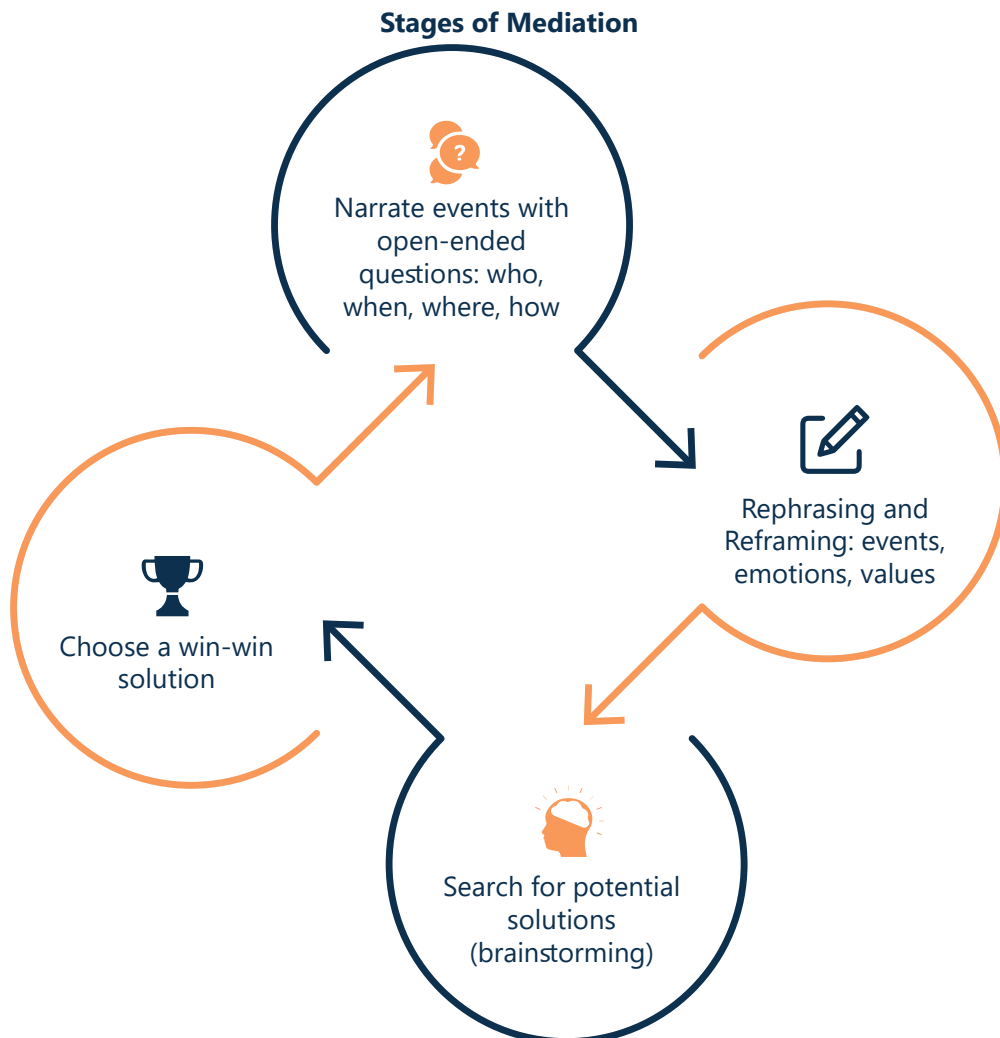 Stages of Mediation
?
Narrate events with
open-ended
questions: who,
when, where, how
Rephrasing and
Reframing: events,
emotions, values
Search for potential
solutions
(brainstorming)
Choose a win-win
solution